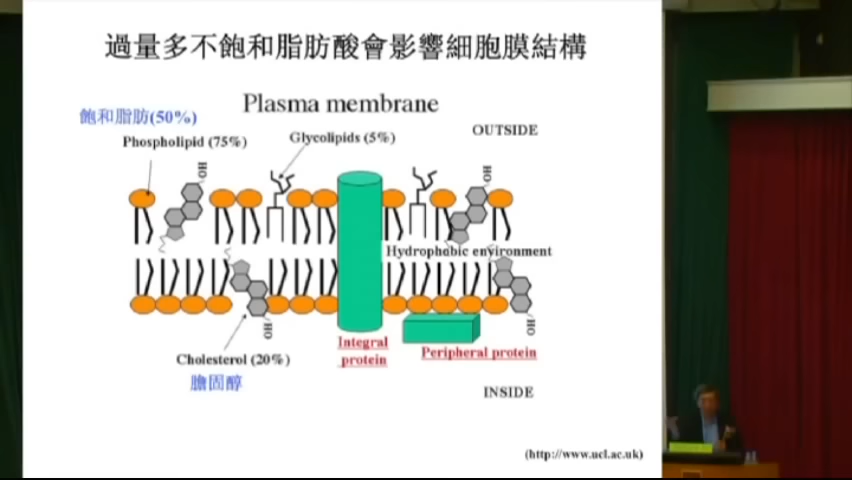 過量多不飽和脂肪酸會影響細胞膜結構
Plasma membrane
飽和脂肪(50%)
Phospholipid (75%)
Glycolipids (5%)
OUTSIDE
HO
HO
Hydrophobic environment
HO
HO
Integral
protein
Peripheral protein
Cholesterol (20%)
膽固醇
INSIDE
(http://www.ucl.ac.uk)